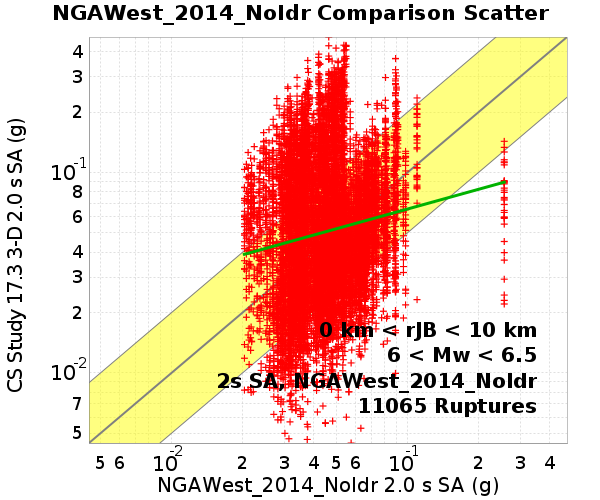 NGAWest_2014_NoIdr Comparison Scatter
CS Study 17.3 3-D 2.0 s SA (g)
4
3
2
10^-1
8
6
4
3
2
10^-2
7
5
0 km < rJB < 10 km
6 < Mw < 6.5
2s SA, NGAWest_2014_NoIdr
11065 Ruptures
5 6 10^-2 2 3 4 5 6 10^-1 2 3 4
NGAWest_2014_NoIdr 2.0 s SA (g)